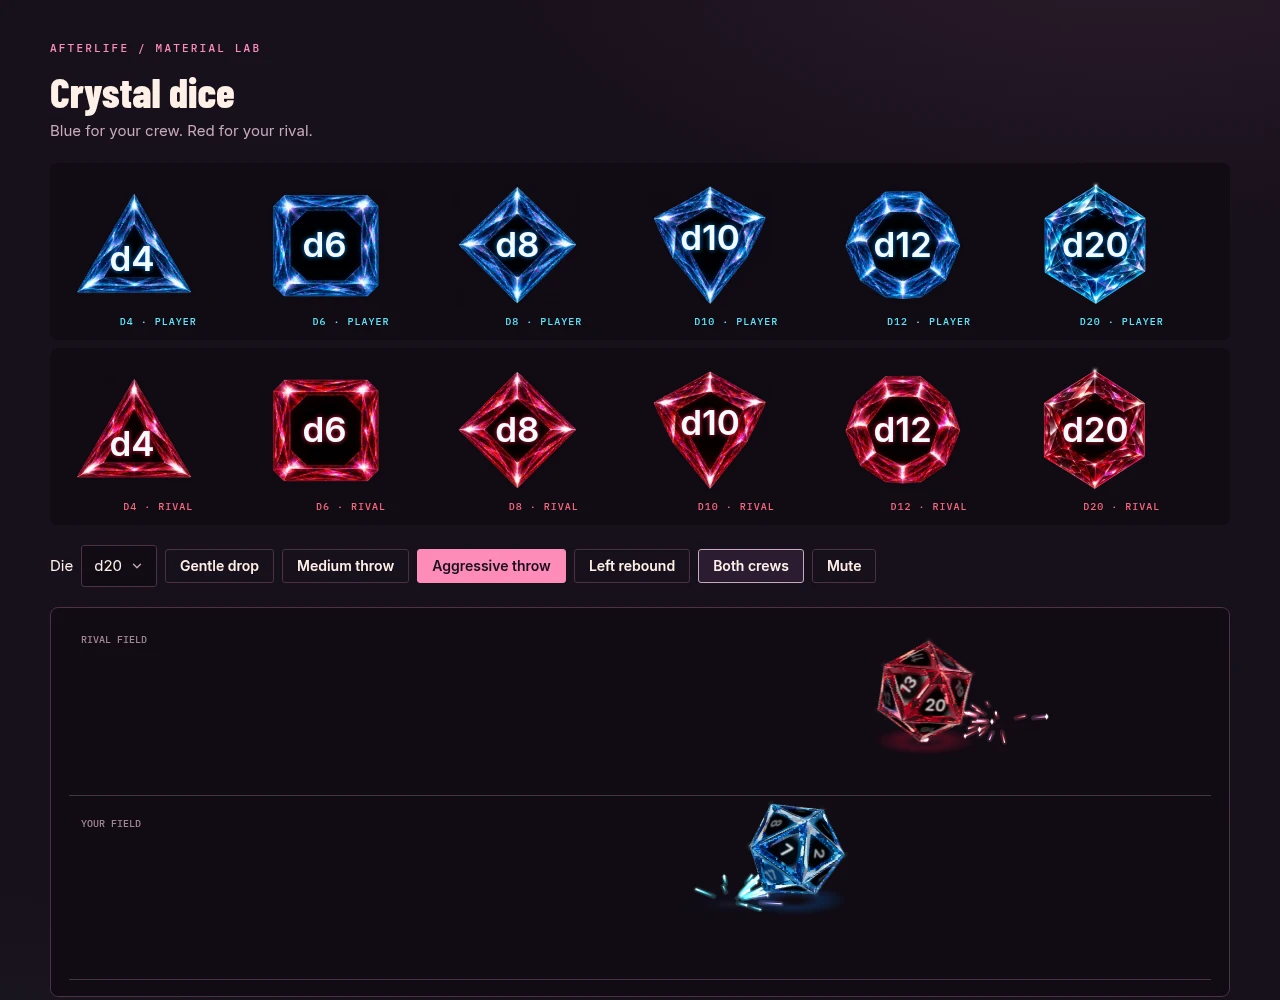 AFTERLIFE / MATERIAL LAB
Crystal dice
Blue for your crew. Red for your rival.
d4 d6 d8 d10 d12 d20
D4 · PLAYER D6 · PLAYER D8 · PLAYER D10 · PLAYER D12 · PLAYER D20 · PLAYER
d4 d6 d8 d10 d12 d20
D4 · RIVAL D6 · RIVAL D8 · RIVAL D10 · RIVAL D12 · RIVAL D20 · RIVAL
Die d20 Gentle drop Medium throw Aggressive throw Left rebound Both crews Mute
RIVAL FIELD
13
20
YOUR FIELD
8
7 2